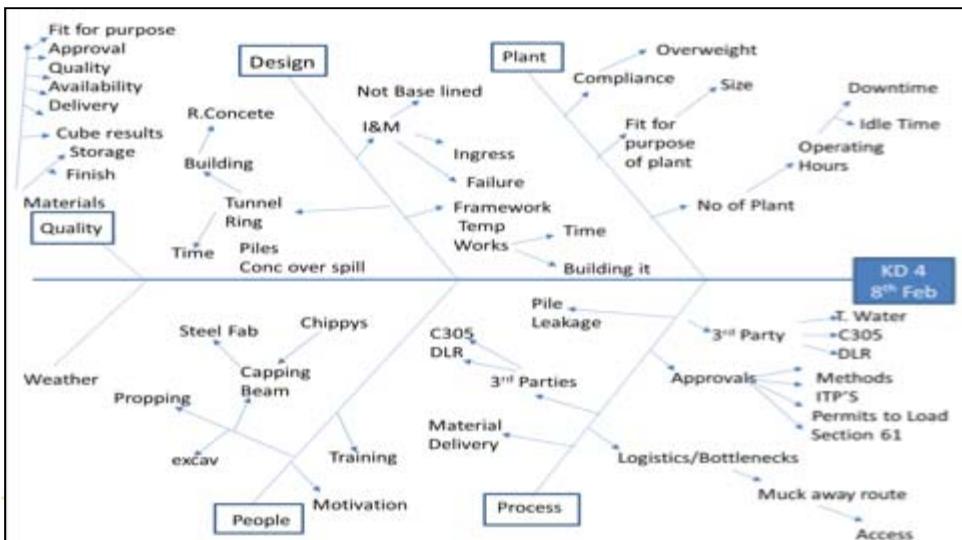 Fit for purpose
Approval
Quality
Availability
Delivery
Cube results
Storage
Finish
Materials
Quality
Design
R.Concete
Building
Tunnel
Ring
Time
Piles
Conc over spill
Not Base lined
I&M
Ingress
Failure
Framework
Temp
Works
Time
Building it
Plant
Overweight
Compliance
Size
Fit for
purpose
of plant
Downtime
Idle Time
Operating
Hours
No of Plant
KD 4
8th Feb
Weather
Steel Fab
Chippys
Capping
Beam
Propping
excav
Training
Motivation
People
Pile
Leakage
C305
DLR
3rd Parties
Material
Delivery
Process
3rd Party
T. Water
C305
DLR
Approvals
Methods
ITP'S
Permits to Load
Section 61
Logistics/Bottlenecks
Muck away route
Access